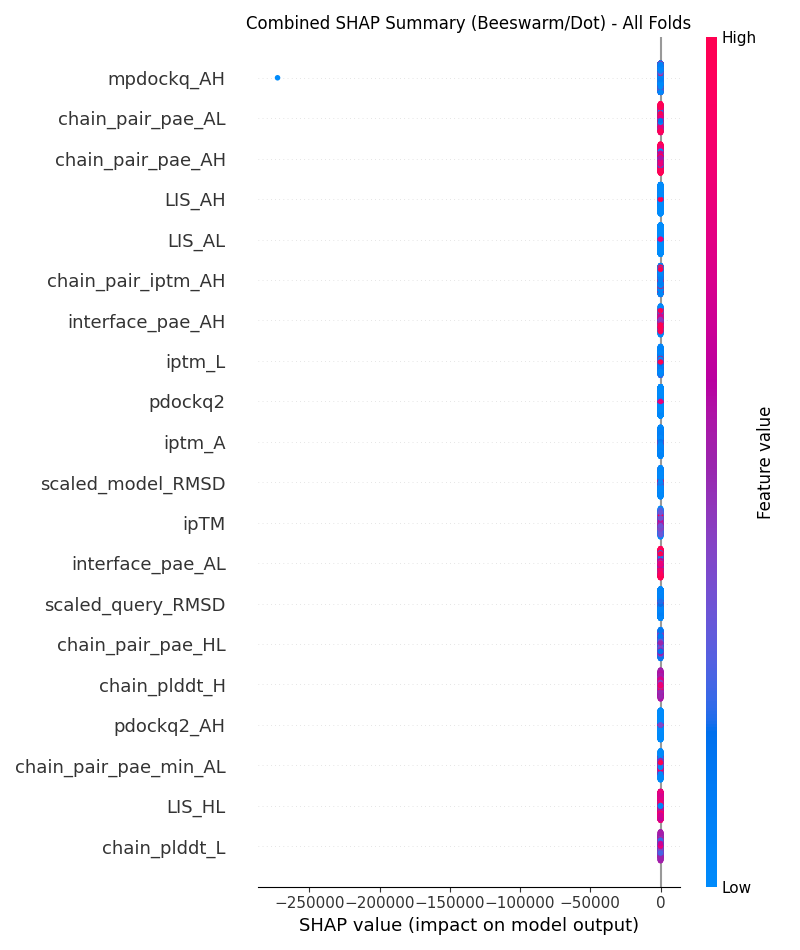 Combined SHAP Summary (Beeswarm/Dot) - All Folds
High
mpdockq_AH
chain_pair_pae_AL
chain_pair_pae_AH
LIS_AH
LIS_AL
chain_pair_iptm_AH
interface_pae_AH
iptm_L
pdockq2
iptm_A
scaled_model_RMSD
ipTM
interface_pae_AL
scaled_query_RMSD
chain_pair_pae_HL
chain_plddt_H
pdockq2_AH
chain_pair_pae_min_AL
LIS_HL
chain_plddt_L
Feature value
Low
−250000 −200000 −150000 −100000 −50000 0
SHAP value (impact on model output)